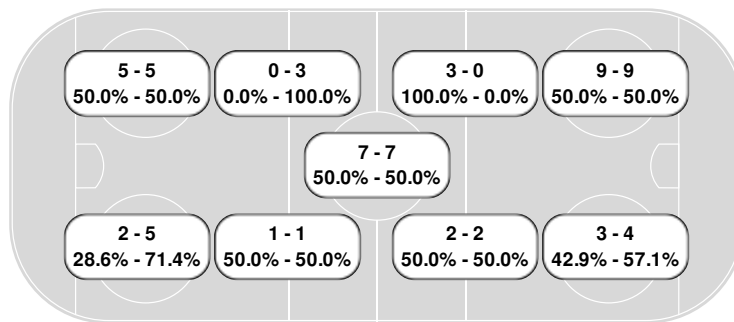 5 - 5
50.0% - 50.0%
0 - 3
0.0% - 100.0%
3 - 0
100.0% - 0.0%
9 - 9
50.0% - 50.0%
7 - 7
50.0% - 50.0%
2 - 5
28.6% - 71.4%
1 - 1
50.0% - 50.0%
2 - 2
50.0% - 50.0%
3 - 4
42.9% - 57.1%